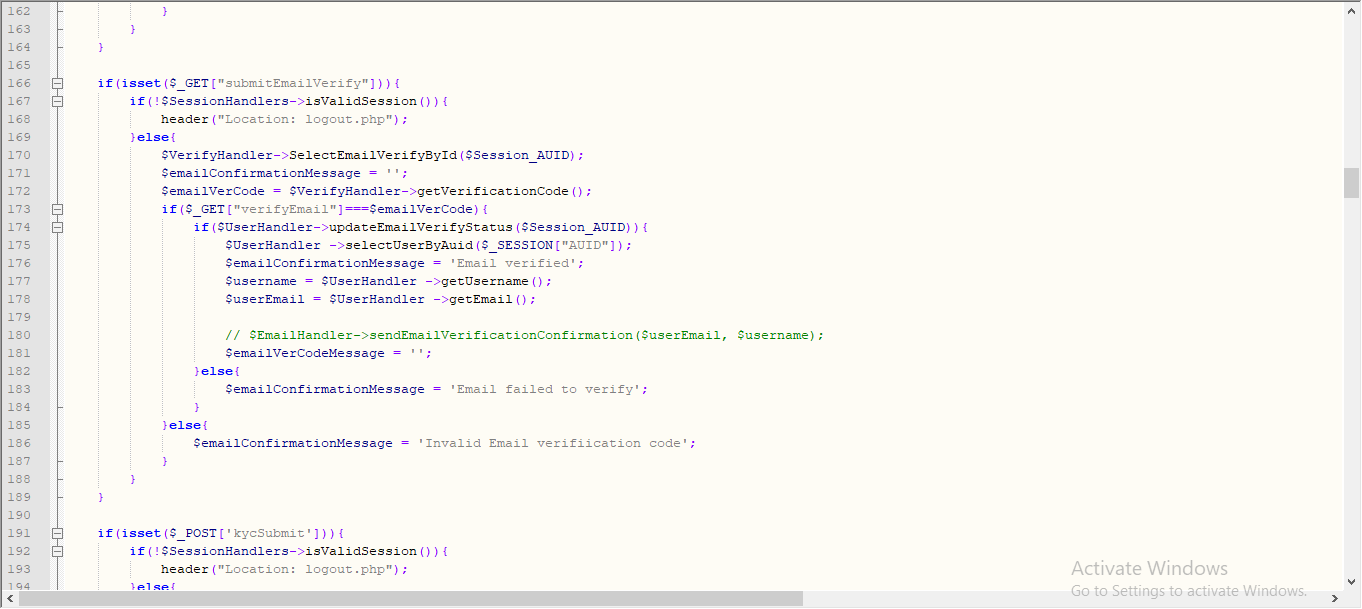 162 }
163 }
164 }
165
166 if(isset($_GET["submitEmailVerify"])){
167 if(!$SessionHandlers->isValidSession()){
168 header("Location: logout.php");
169 }else{
170 $VerifyHandler->SelectEmailVerifyById($Session_AUID);
171 $emailConfirmationMessage = '';
172 $emailVerCode = $VerifyHandler->getVerificationCode();
173 if($_GET["verifyEmail"]===$emailVerCode){
174 if($UserHandler->updateEmailVerifyStatus($Session_AUID)){
175 $UserHandler ->selectUserByAuid($_SESSION["AUID"]);
176 $emailConfirmationMessage = 'Email verified';
177 $username = $UserHandler ->getUsername();
178 $userEmail = $UserHandler ->getEmail();
179
180 // $EmailHandler->sendEmailVerificationConfirmation($userEmail, $username);
181 $emailVerCodeMessage = '';
182 }else{
183 $emailConfirmationMessage = 'Email failed to verify';
184 }
185 }else{
186 $emailConfirmationMessage = 'Invalid Email verifiication code';
187 }
188 }
189 }
190
191 if(isset($_POST['kycSubmit'])){
192 if(!$SessionHandlers->isValidSession()){
193 header("Location: logout.php");
194 }else{
Activate Windows
Go to Settings to activate Windows.